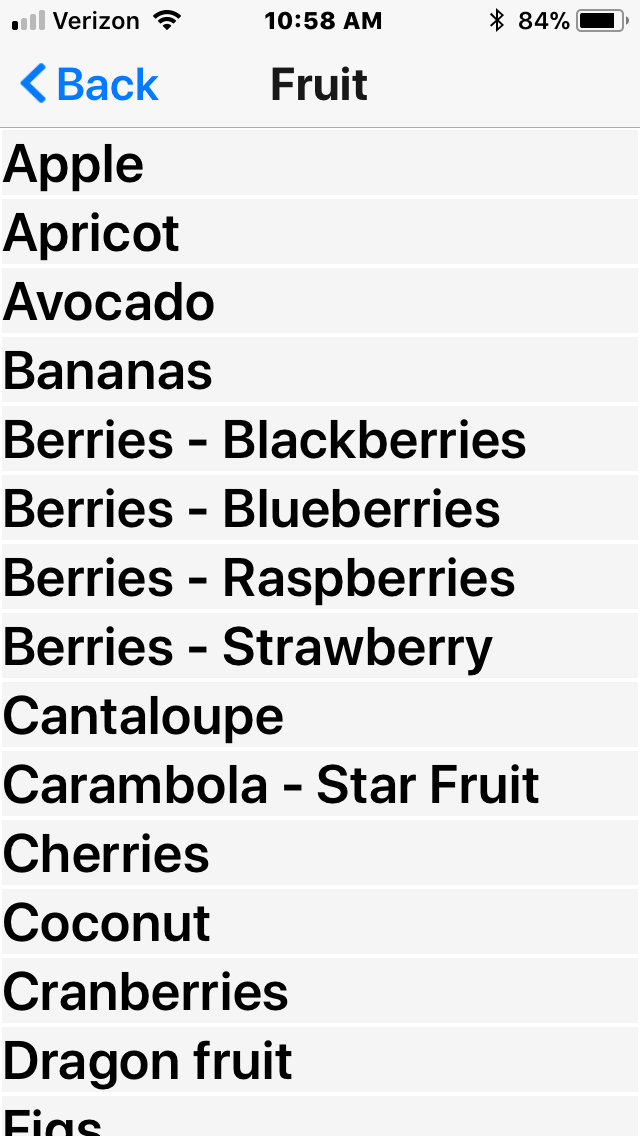 Verizon 10:58 AM 84%
Back Fruit
Apple
Apricot
Avocado
Bananas
Berries - Blackberries
Berries - Blueberries
Berries - Raspberries
Berries - Strawberry
Cantaloupe
Carambola - Star Fruit
Cherries
Coconut
Cranberries
Dragon fruit
Figs